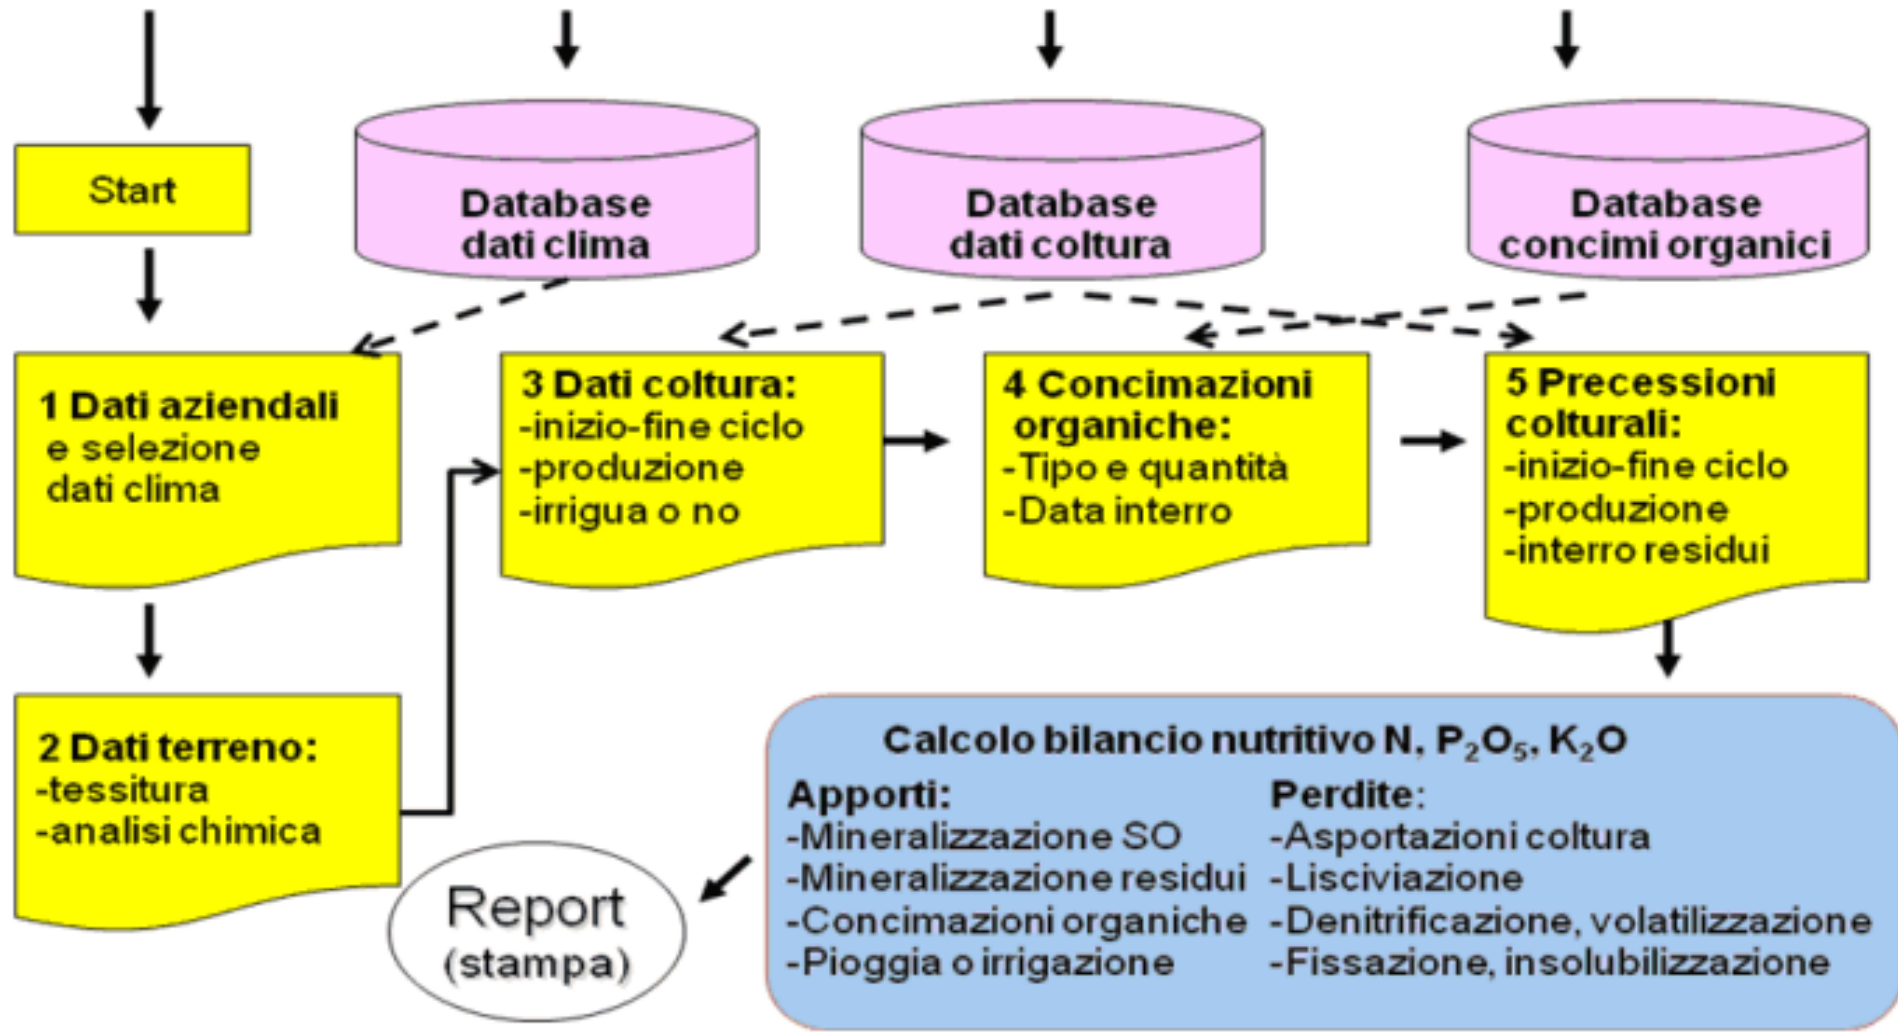 Start
Database
dati clima
Database
dati coltura
Database
concimi organici
1 Dati aziendali
e selezione
dati clima
3 Dati coltura:
-inizio-fine ciclo
-produzione
-irrigua o no
4 Concimazioni
organiche:
-Tipo e quantità
-Data interro
5 Precessioni
colturali:
-inizio-fine ciclo
-produzione
-interro residui
2 Dati terreno:
-tessitura
-analisi chimica
Calcolo bilancio nutritivo N, P₂O₅, K₂O
Apporti:
-Mineralizzazione SO
-Mineralizzazione residui
-Concimazioni organiche
-Pioggia o irrigazione
Perdite:
-Asportazioni coltura
-Lisciviazione
-Denitrificazione, volatilizzazione
-Fissazione, insolubilizzazione
Report
(stampa)